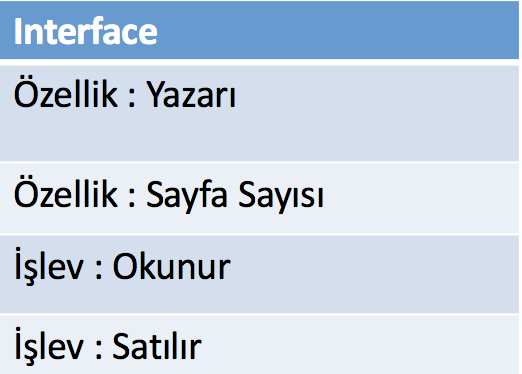 Interface
Özellik : Yazarı
Özellik : Sayfa Sayısı
İşlev : Okunur
İşlev : Satılır